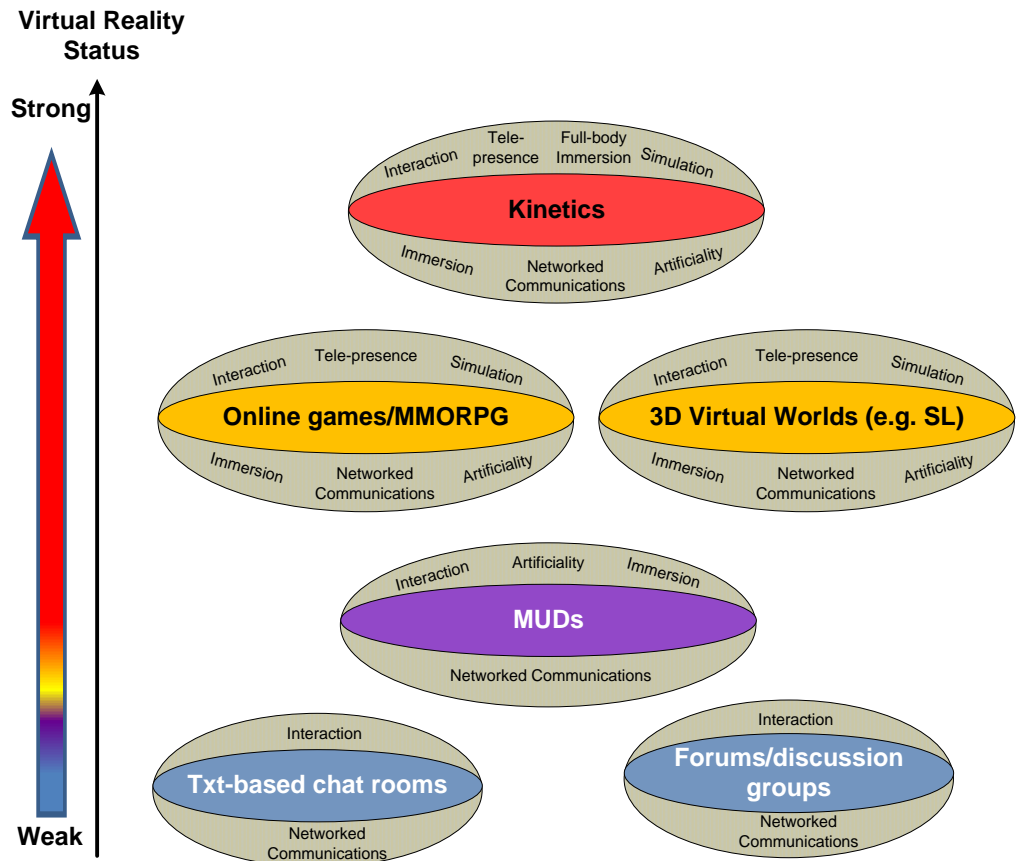 Virtual Reality
Status
Strong
Tele-
presence
Full-body
Immersion
Interaction
Simulation
Kinetics
Immersion
Networked
Communications
Artificiality
Interaction
Tele-presence
Simulation
Online games/MMORPG
Immersion
Networked
Communications
Artificiality
Interaction
Tele-presence
Simulation
3D Virtual Worlds (e.g. SL)
Immersion
Networked
Communications
Artificiality
Interaction
Artificiality
Immersion
MUDs
Networked Communications
Interaction
Txt-based chat rooms
Networked
Communications
Interaction
Forums/discussion
groups
Networked
Communications
Weak